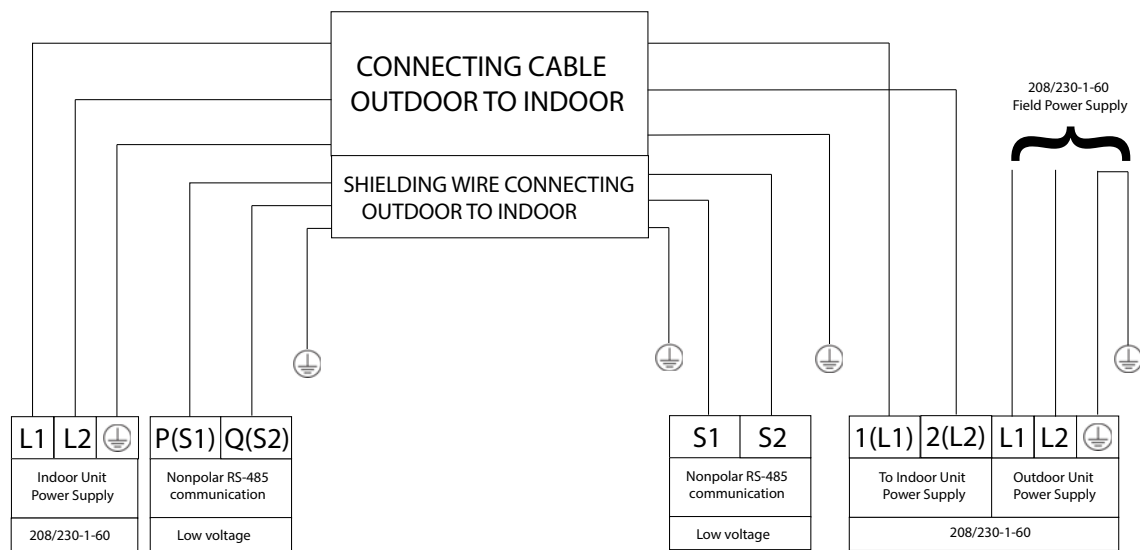 CONNECTING CABLE
OUTDOOR TO INDOOR
SHIELDING WIRE CONNECTING
OUTDOOR TO INDOOR
208/230-1-60
Field Power Supply
L1 L2
Indoor Unit
Power Supply
208/230-1-60
P(S1) Q(S2)
Nonpolar RS-485
communication
Low voltage
S1 S2
Nonpolar RS-485
communication
Low voltage
1(L1) 2(L2) L1 L2
To Indoor Unit
Power Supply
Outdoor Unit
Power Supply
208/230-1-60